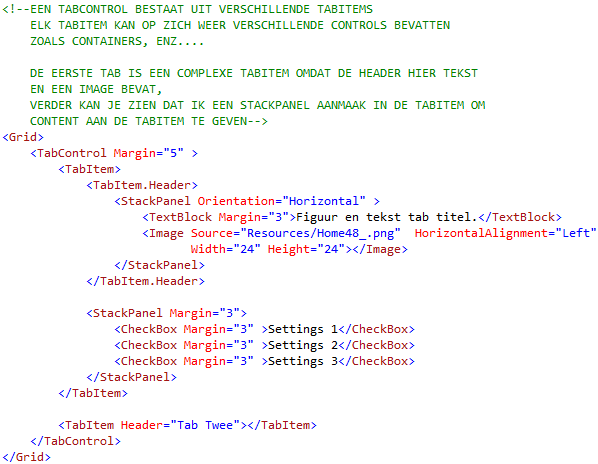 <!--EEN TABCONTROL BESTAAT UIT VERSCHILLENDE TABITEMS
ELK TABITEM KAN OP ZICH WEER VERSCHILLENDE CONTROLS BEVATTEN
ZOALS CONTAINERS, ENZ....
DE EERSTE TAB IS EEN COMPLEXE TABITEM OMDAT DE HEADER HIER TEKST
EN EEN IMAGE BEVAT,
VERDER KAN JE ZIEN DAT IK EEN STACKPANEL AANMAAK IN DE TABITEM OM
CONTENT AAN DE TABITEM TE GEVEN-->
<Grid>
<TabControl Margin="5" >
<TabItem>
<TabItem.Header>
<StackPanel Orientation="Horizontal" >
<TextBlock Margin="3">Figuur en tekst tab titel.</TextBlock>
<Image Source="Resources/Home48_.png"  HorizontalAlignment="Left"
Width="24" Height="24"></Image>
</StackPanel>
</TabItem.Header>
<StackPanel Margin="3">
<CheckBox Margin="3" >Settings 1</CheckBox>
<CheckBox Margin="3" >Settings 2</CheckBox>
<CheckBox Margin="3" >Settings 3</CheckBox>
</StackPanel>
</TabItem>
<TabItem Header="Tab Twee"></TabItem>
</TabControl>
</Grid>